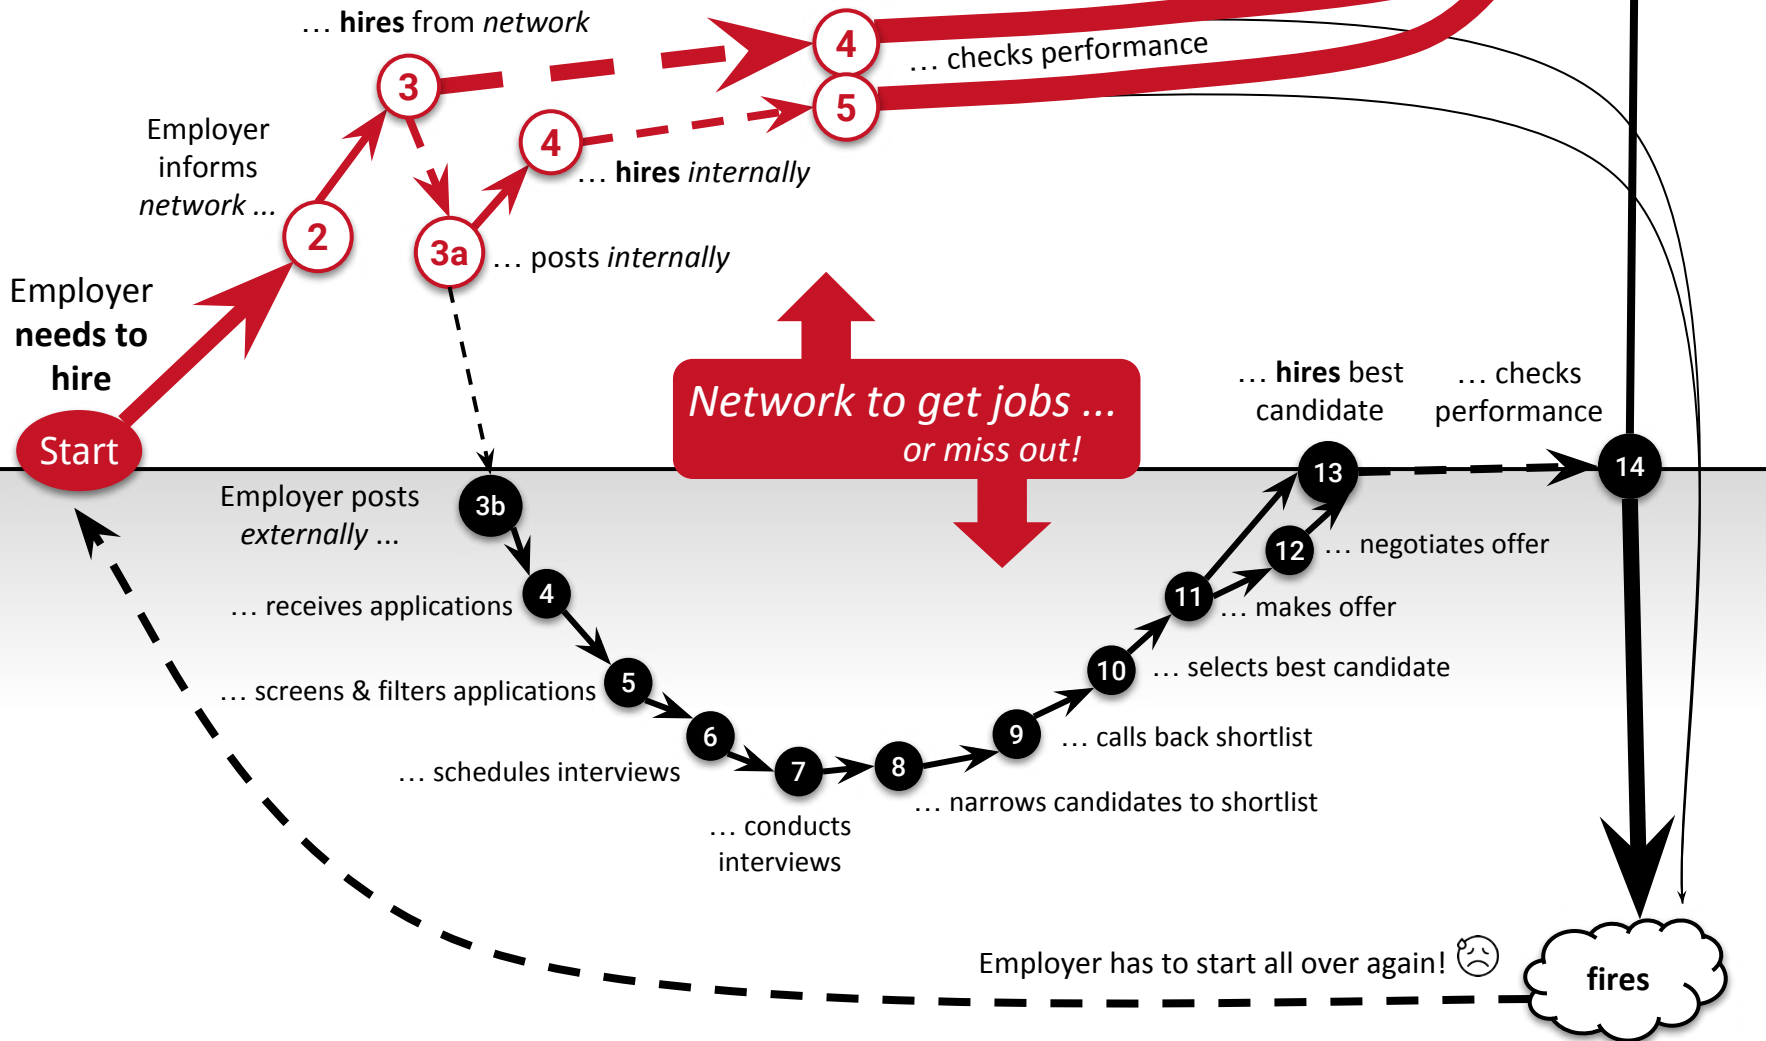 … hires from network
3
4
… checks performance
5
4
Employer
informs
network ...
… hires internally
2
3a
… posts internally
Employer
needs to
hire
Start
Network to get jobs ...
or miss out!
… hires best
candidate
… checks
performance
13
14
Employer posts
externally ...
3b
12
… negotiates offer
4
… receives applications
11
… makes offer
10
… selects best candidate
5
… screens & filters applications
6
… schedules interviews
9
… calls back shortlist
7
8
… narrows candidates to shortlist
… conducts
interviews
Employer has to start all over again!
fires